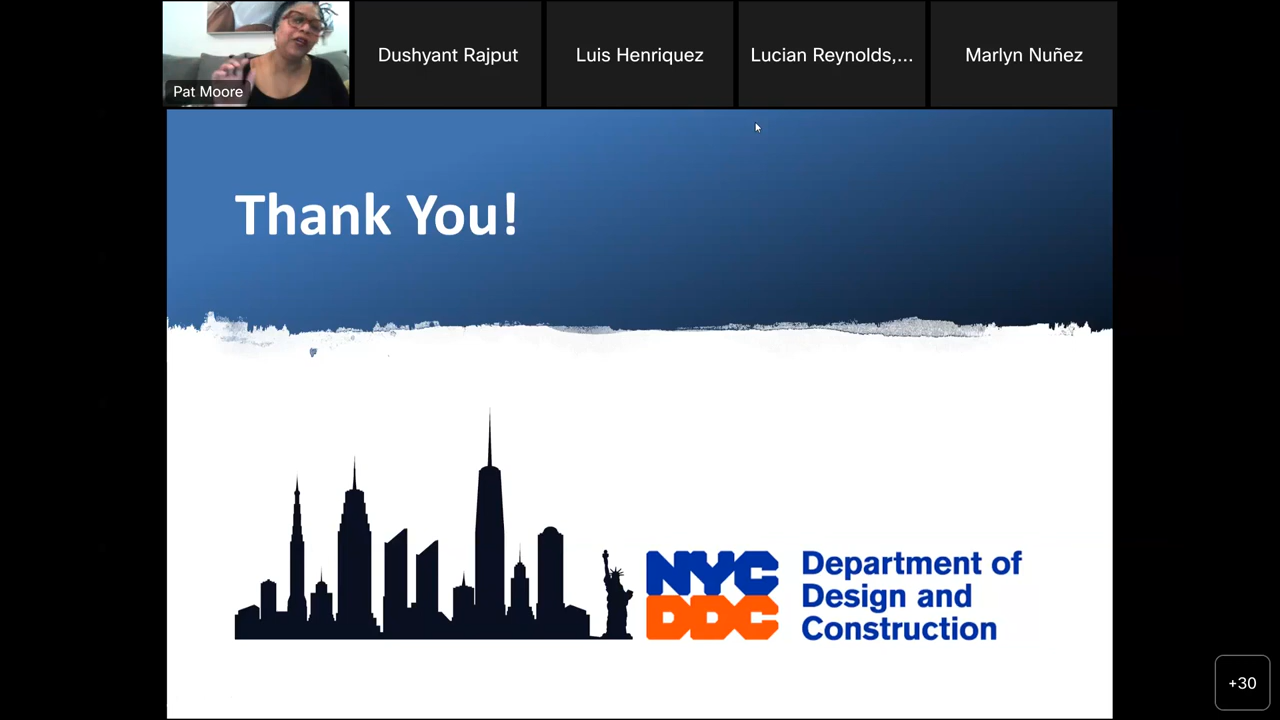 Pat Moore
Dushyant Rajput
Luis Henriquez
Lucian Reynolds,...
Marlyn Nuñez
Thank You!
NYC
DDC
Department of
Design and
Construction
+30